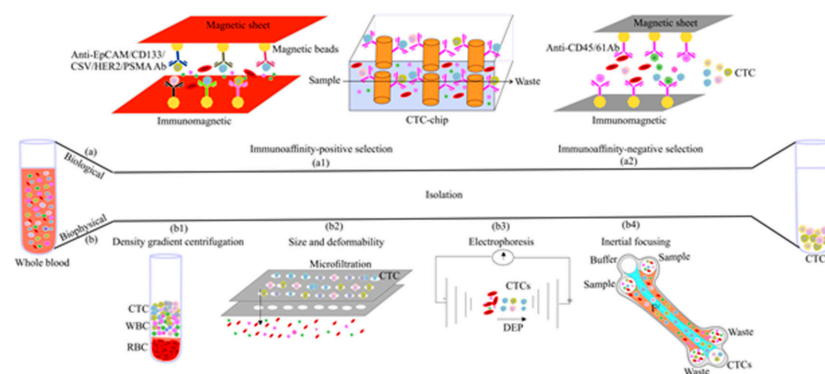 Magnetic sheet
Anti-EpCAM/CD133/
CSV/HER2/PSMA Ab
Magnetic beads
Immunomagnetic
Sample
Waste
CTC-chip
Magnetic sheet
Anti-CD45/61Ab
CTC
Immunomagnetic
(a)
Biological
Immunoaffinity-positive selection
(a1)
Immunoaffinity-negative selection
(a2)
Isolation
Biophysical
(b)
Whole blood
CTC
(b1)
Density gradient centrifugation
CTC
WBC
RBC
(b2)
Size and deformability
Microfiltration
CTC
(b3)
Electrophoresis
CTCs
DEP
(b4)
Inertial focusing
Buffer
Sample
Sample
Waste
CTCs
Waste